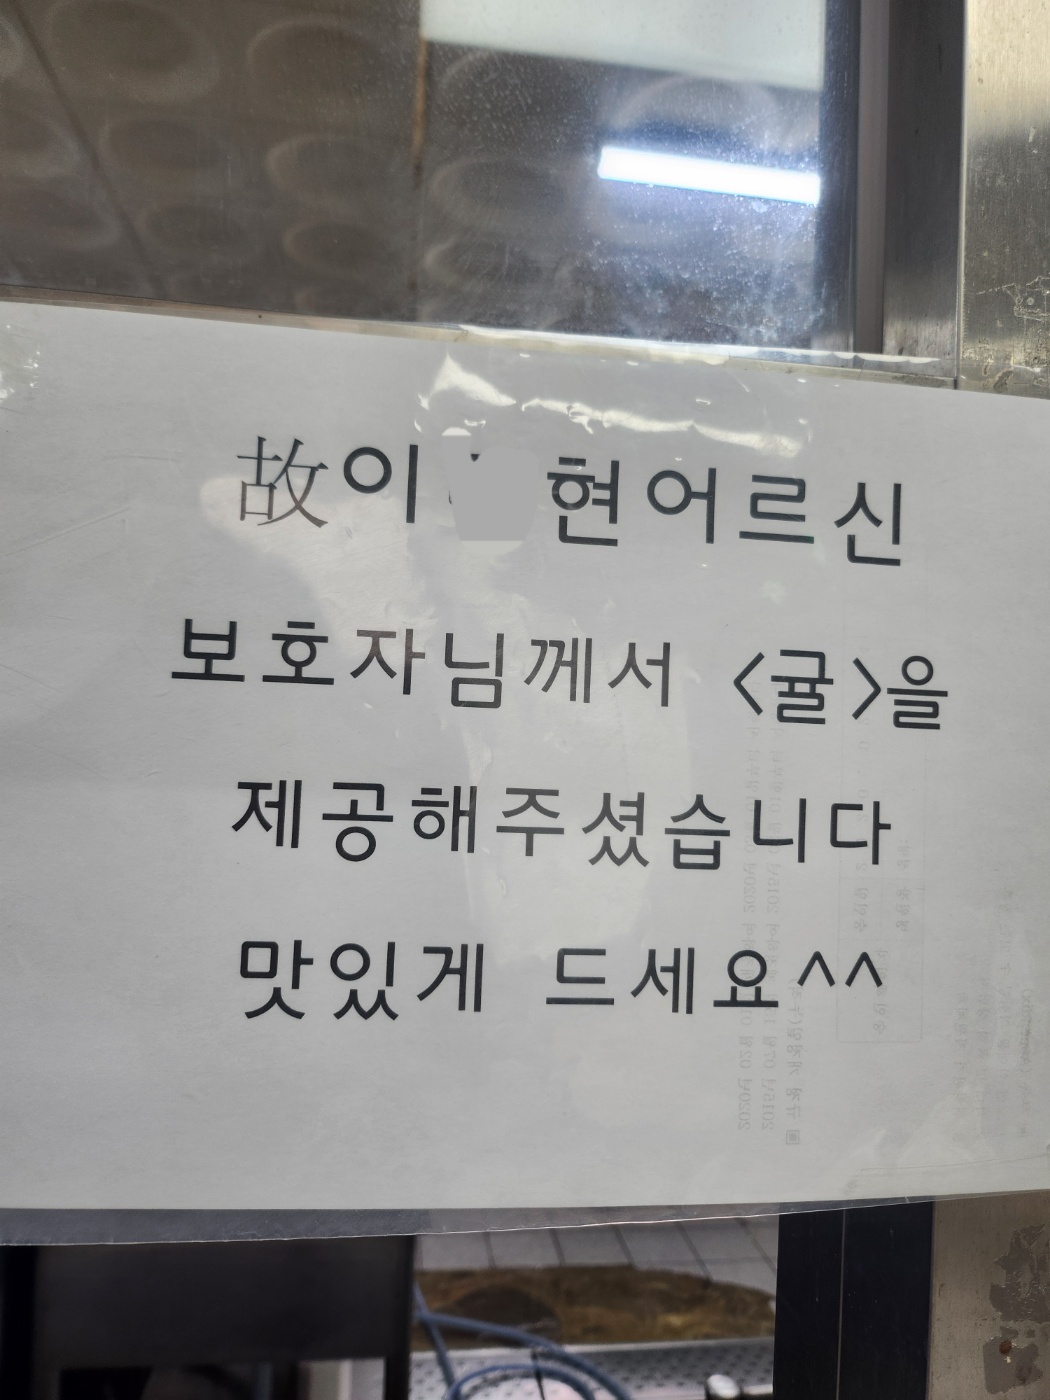 故이 현어르신
보호자님께서 <귤>을
제공해주셨습니다
맛있게 드세요^^